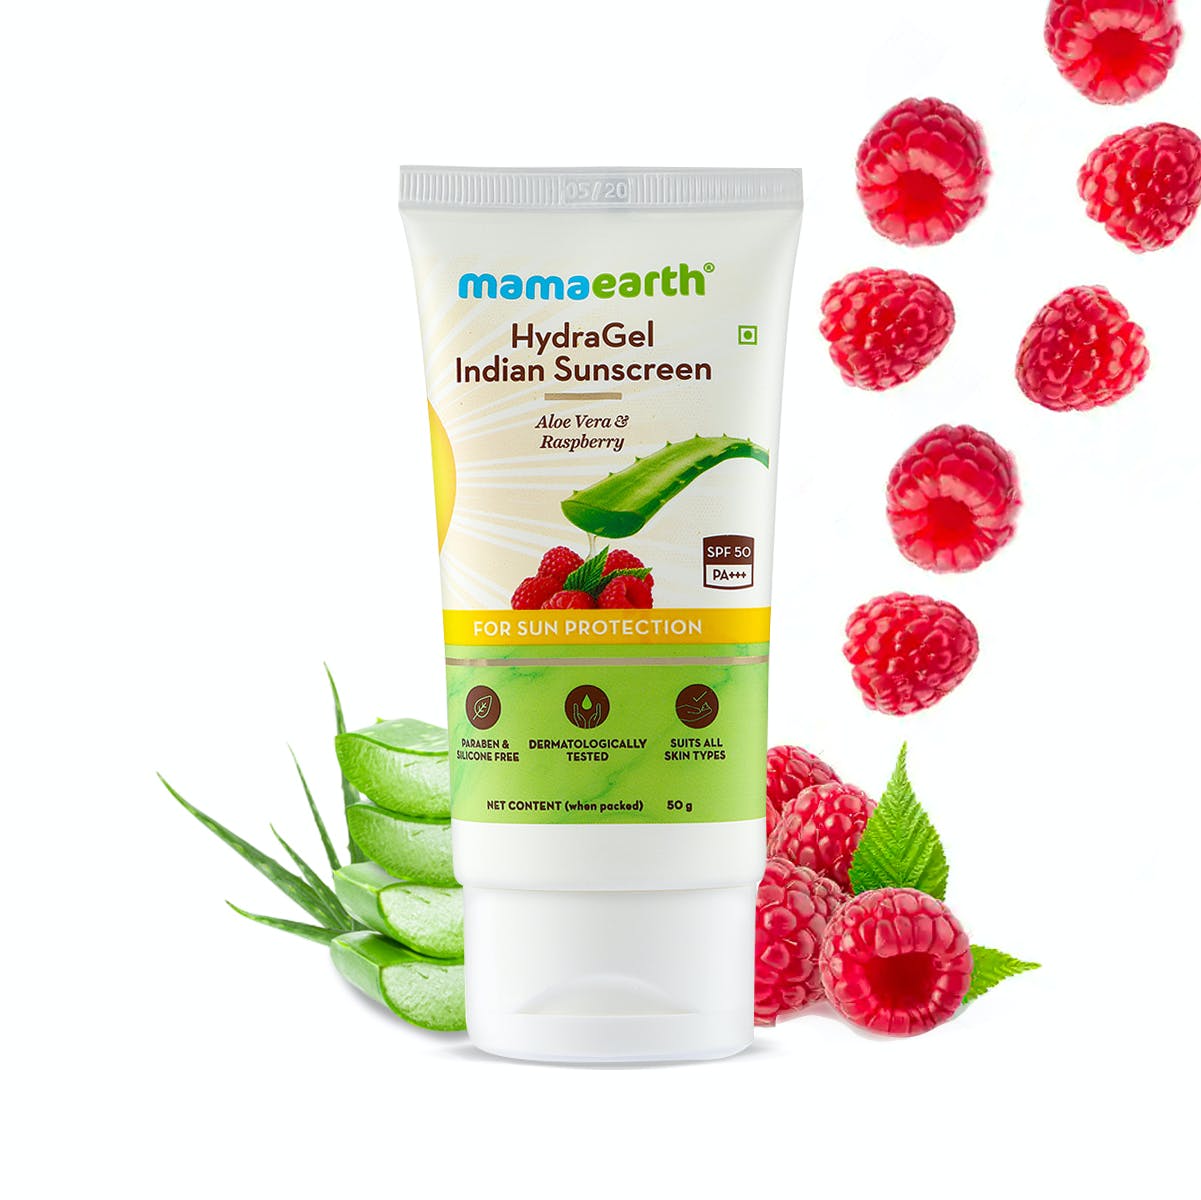 05/20
mamaearth®
HydraGel
Indian Sunscreen
Aloe Vera &
Raspberry
SPF 50
PA+++
FOR SUN PROTECTION
PARABEN &
SILICONE FREE
DERMATOLOGICALLY
TESTED
SUITS ALL
SKIN TYPES
NET CONTENT (when packed) 50 g